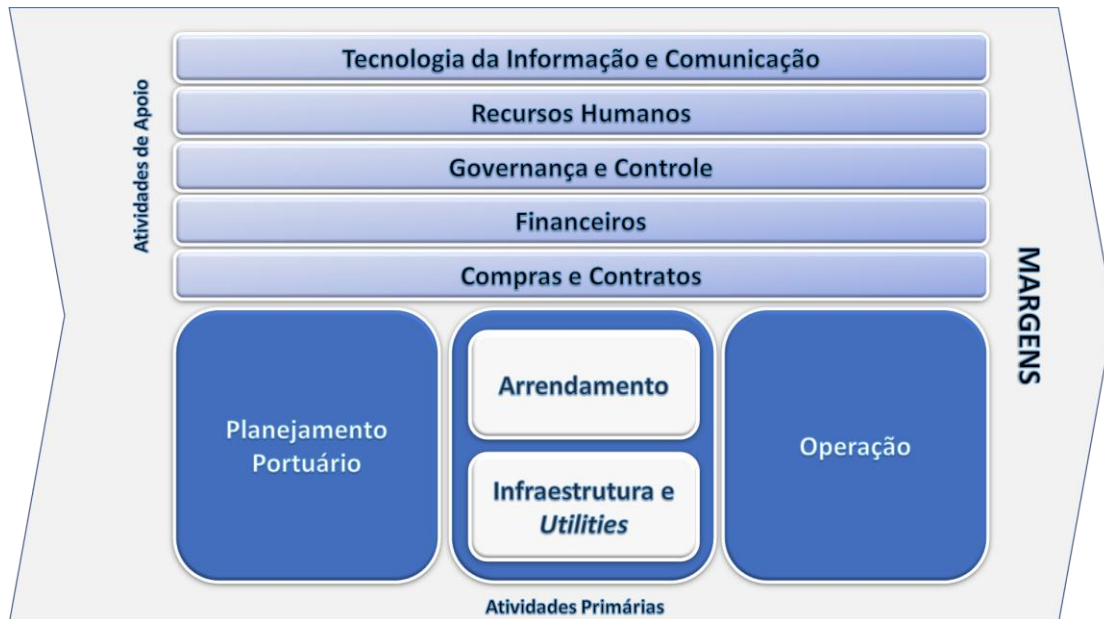 Atividades de Apoio
Tecnologia da Informação e Comunicação
Recursos Humanos
Governança e Controle
Financeiros
Compras e Contratos
MARGENS
Planejamento
Portuário
Arrendamento
Infraestrutura e
Utilities
Operação
Atividades Primárias